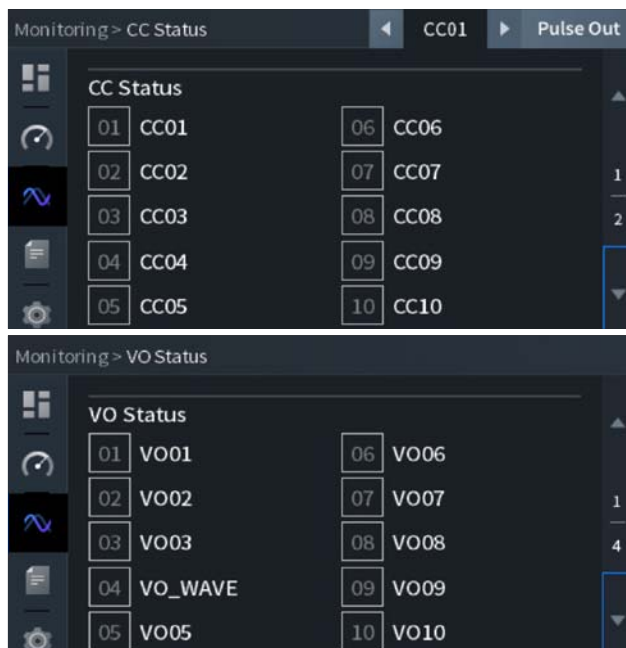 Monitoring > CC Status ◀ CC01 ▶ Pulse Out
CC Status
01 CC01 06 CC06
02 CC02 07 CC07
1
03 CC03 08 CC08
2
04 CC04 09 CC09
05 CC05 10 CC10
Monitoring > VO Status
VO Status
01 VO01 06 VO06
02 VO02 07 VO07
1
03 VO03 08 VO08
4
04 VO_WAVE 09 VO09
05 VO05 10 VO10